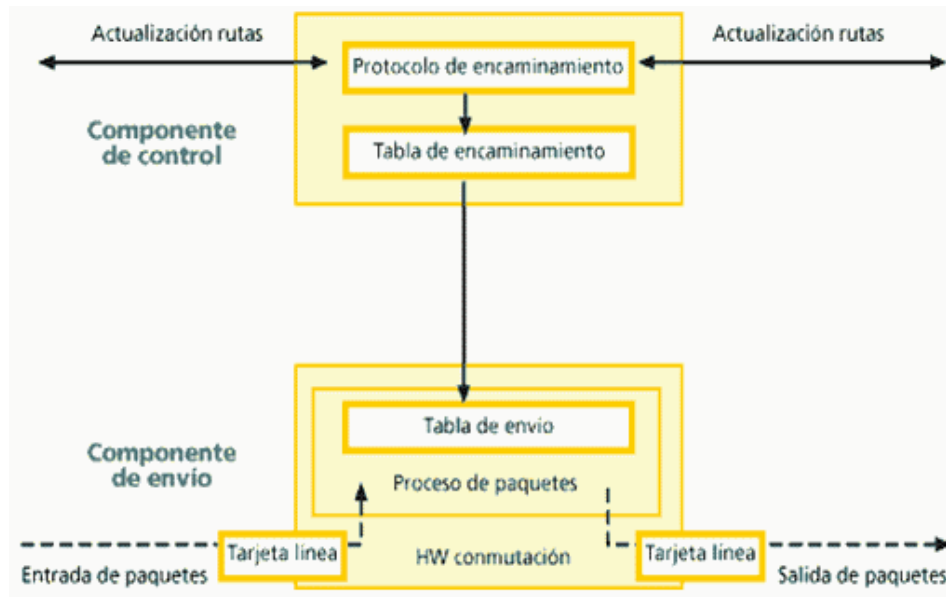 Actualización rutas
Actualización rutas
Protocolo de encaminamiento
Componente
de control
Tabla de encaminamiento
Tabla de envio
Componente
de envío
Proceso de paquetes
Tarjeta línea
HW conmutación
Tarjeta línea
Entrada de paquetes
Salida de paquetes